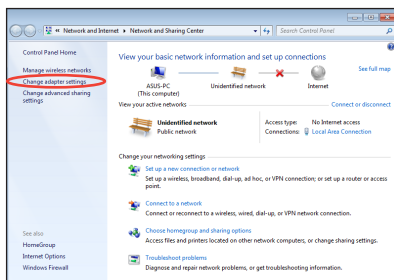 « Network and Internet ▸ Network and Sharing Center
Search Control Panel
Control Panel Home
Manage wireless networks
Change adapter settings
Change advanced sharing
settings
See also
HomeGroup
Internet Options
Windows Firewall
View your basic network information and set up connections
See full map
ASUS-PC
(This computer)
Unidentified network
Internet
View your active networks
Connect or disconnect
Unidentified network
Public network
Access type: No Internet access
Connections: Local Area Connection
Change your networking settings
Set up a new connection or network
Set up a wireless, broadband, dial-up, ad hoc, or VPN connection; or set up a router or access
point.
Connect to a network
Connect or reconnect to a wireless, wired, dial-up, or VPN network connection.
Choose homegroup and sharing options
Access files and printers located on other network computers, or change sharing settings.
Troubleshoot problems
Diagnose and repair network problems, or get troubleshooting information.